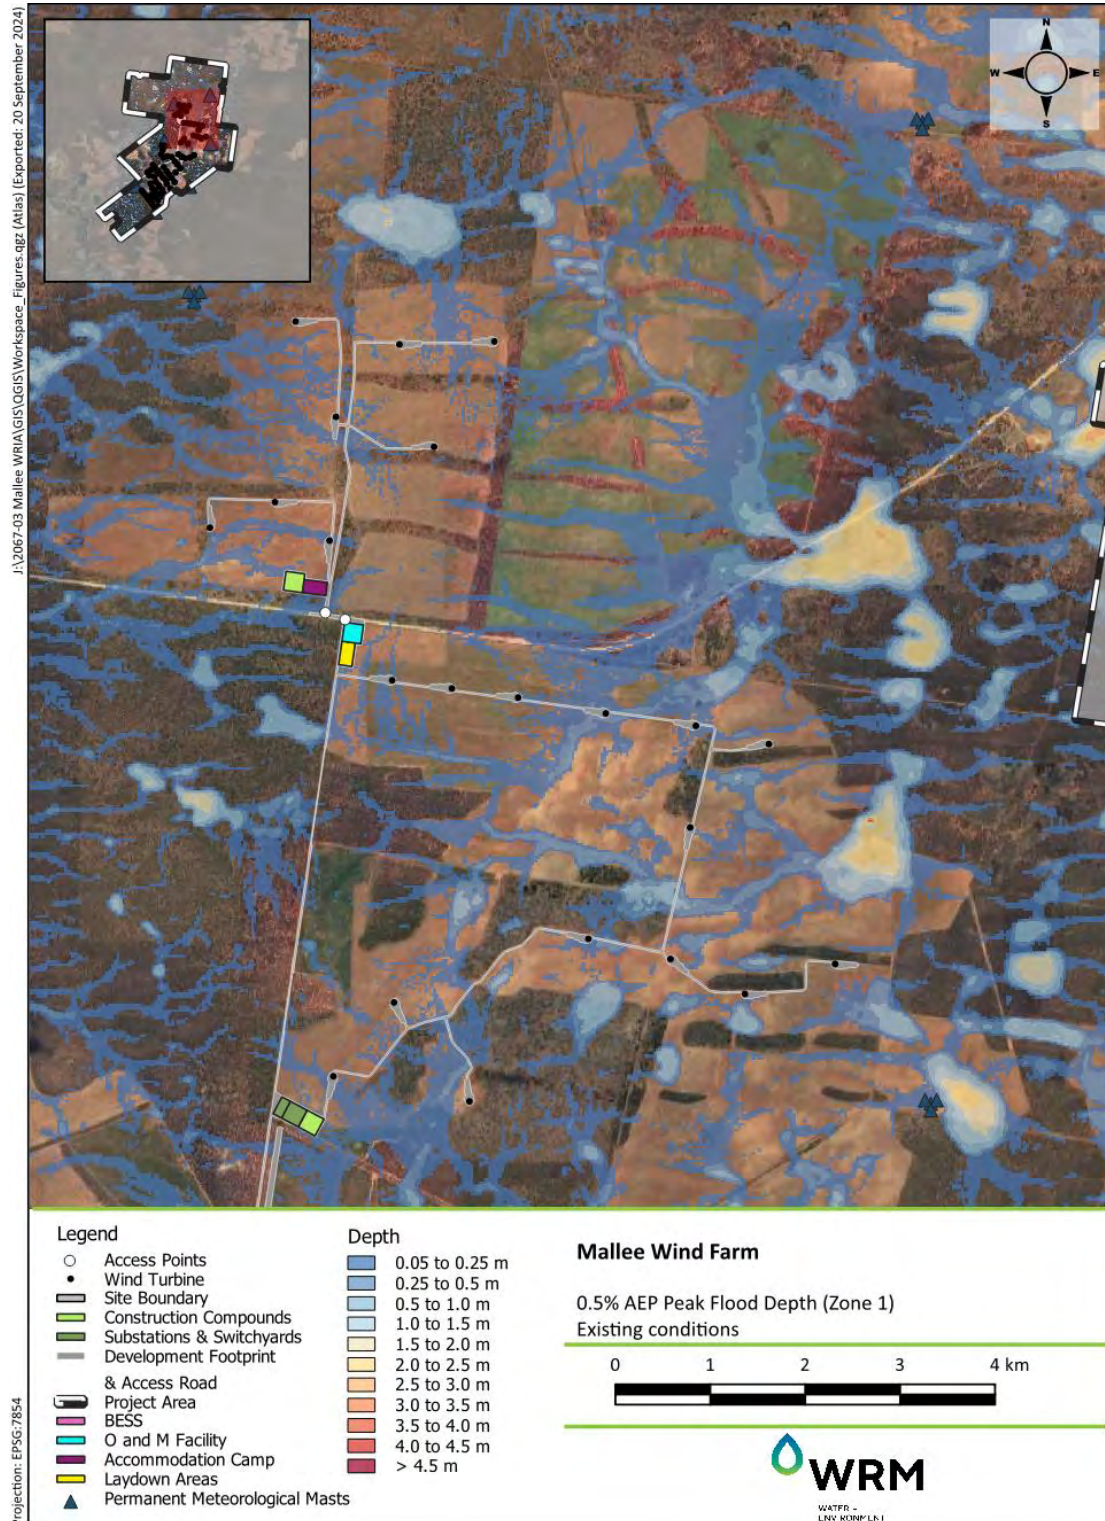 J:\2067-03 Mallee WRIA\GIS\QGIS\Workspace_Figures.qgz (Atlas) (Exported: 20 September 2024)
N
W
E
S
Legend
Access Points
Wind Turbine
Site Boundary
Construction Compounds
Substations & Switchyards
Development Footprint
& Access Road
Project Area
BESS
O and M Facility
Accommodation Camp
Laydown Areas
Permanent Meteorological Masts
Depth
0.05 to 0.25 m
0.25 to 0.5 m
0.5 to 1.0 m
1.0 to 1.5 m
1.5 to 2.0 m
2.0 to 2.5 m
2.5 to 3.0 m
3.0 to 3.5 m
3.5 to 4.0 m
4.0 to 4.5 m
> 4.5 m
Mallee Wind Farm
0.5% AEP Peak Flood Depth (Zone 1)
Existing conditions
0 1 2 3 4 km
WRM
WATER +
ENVIRONMENT
Projection: EPSG:7854